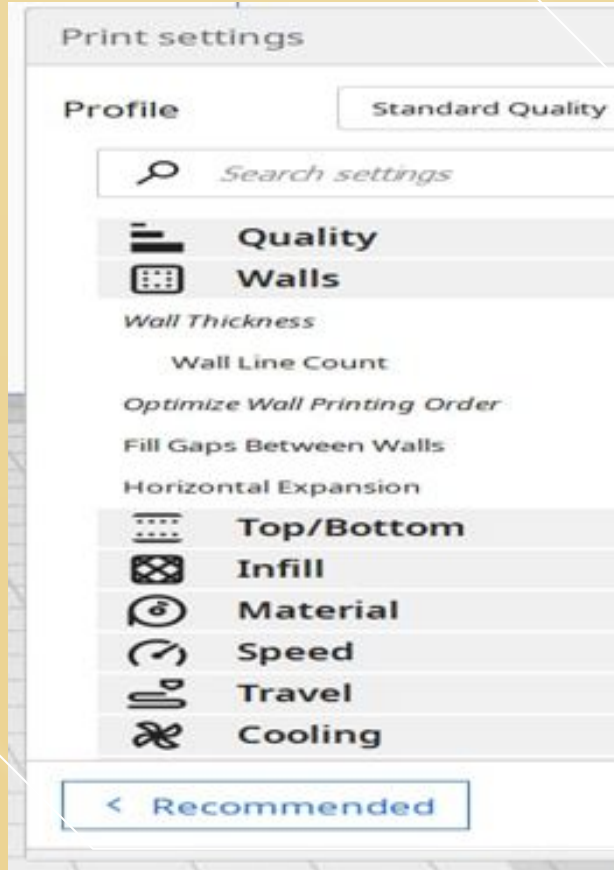 Print settings
Profile Standard Quality
Search settings
Quality
Walls
Wall Thickness
Wall Line Count
Optimize Wall Printing Order
Fill Gaps Between Walls
Horizontal Expansion
Top/Bottom
Infill
Material
Speed
Travel
Cooling
< Recommended